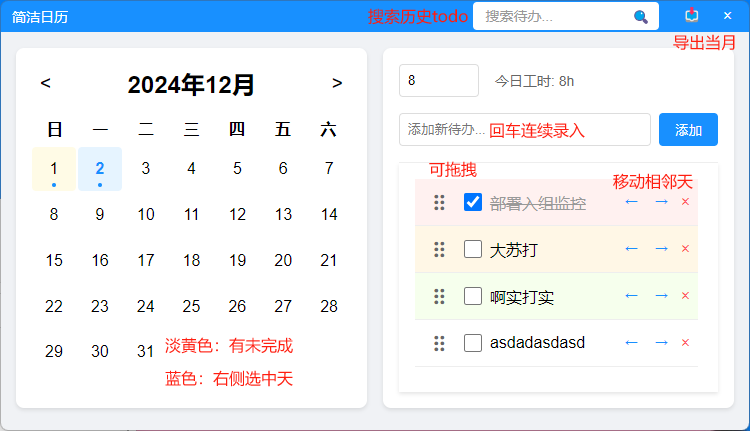 简洁日历
搜索历史todo
搜索待办...
×
导出当月
< 2024年12月 >
日 一 二 三 四 五 六
1 2 3 4 5 6 7
8 9 10 11 12 13 14
15 16 17 18 19 20 21
22 23 24 25 26 27 28
29 30 31
淡黄色：有未完成
蓝色：右侧选中天
8 今日工时: 8h
添加新待办... 回车连续录入 添加
可拖拽
移动相邻天
部署入组监控 ← → ×
大苏打 ← → ×
啊实打实 ← → ×
asdadasdasd ← → ×